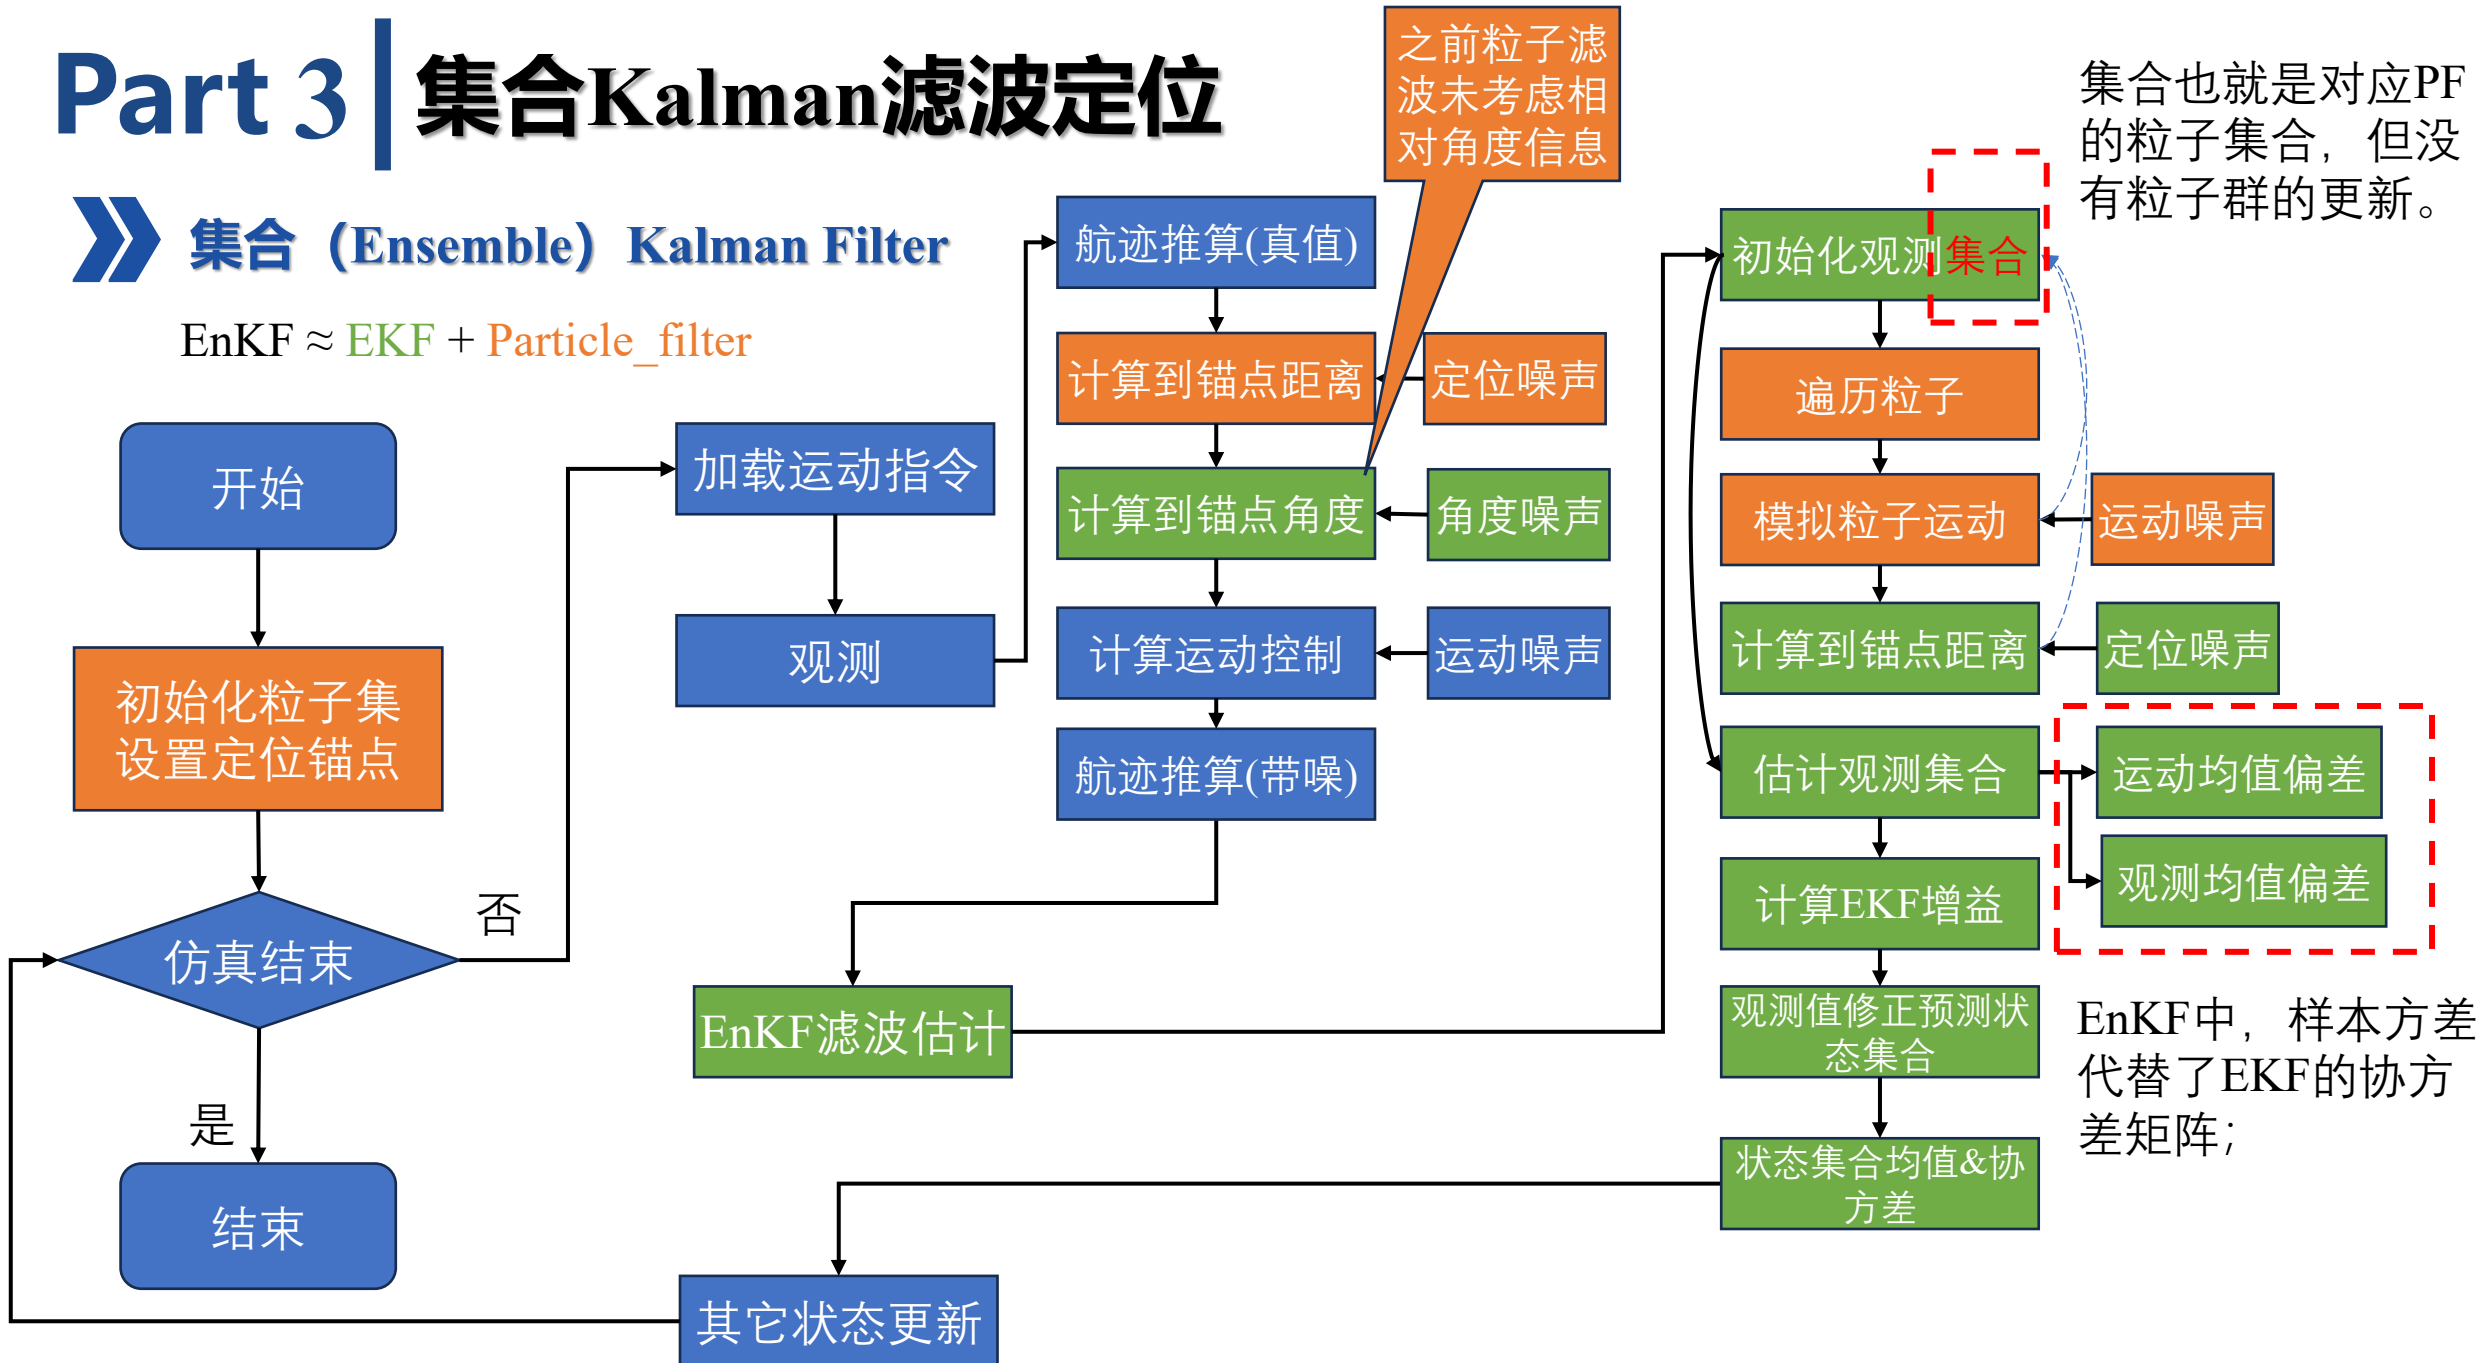 Part 3
集合Kalman滤波定位
集合（Ensemble）Kalman Filter
EnKF ≈ EKF + Particle_filter
开始
初始化粒子集
设置定位锚点
仿真结束
否
是
结束
加载运动指令
观测
航迹推算(真值)
计算到锚点距离
定位噪声
计算到锚点角度
角度噪声
计算运动控制
运动噪声
航迹推算(带噪)
之前粒子滤
波未考虑相
对角度信息
EnKF滤波估计
初始化观测集合
遍历粒子
模拟粒子运动
运动噪声
计算到锚点距离
定位噪声
估计观测集合
运动均值偏差
观测均值偏差
计算EKF增益
观测值修正预测状
态集合
状态集合均值&协
方差
其它状态更新
集合也就是对应PF
的粒子集合，但没
有粒子群的更新。
EnKF中，样本方差
代替了EKF的协方
差矩阵；